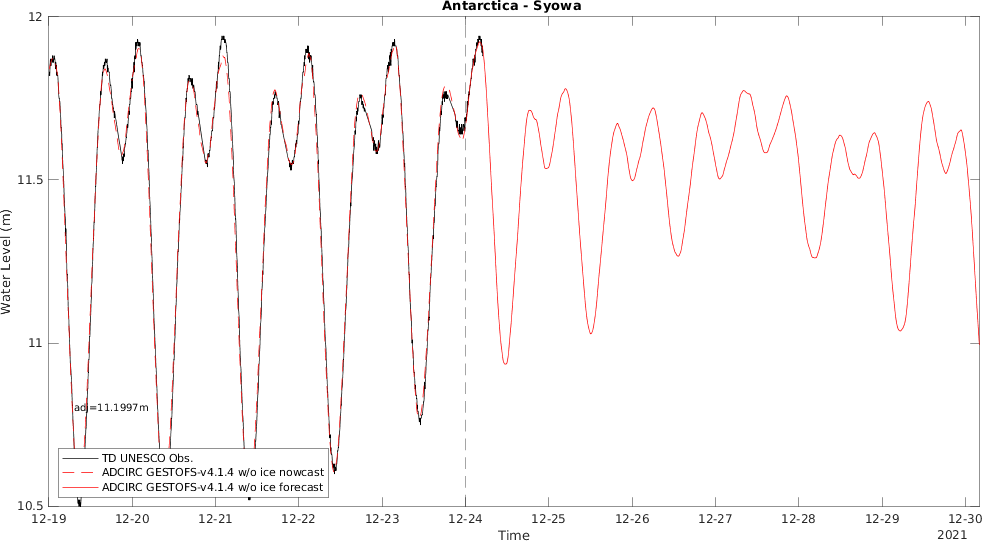 Antarctica - Syowa
Water Level (m)
12
11.5
11
10.5
adj=11.1997m
TD UNESCO Obs.
ADCIRC GESTOFS-v4.1.4 w/o ice nowcast
ADCIRC GESTOFS-v4.1.4 w/o ice forecast
12-19 12-20 12-21 12-22 12-23 12-24 12-25 12-26 12-27 12-28 12-29 12-30
Time
2021